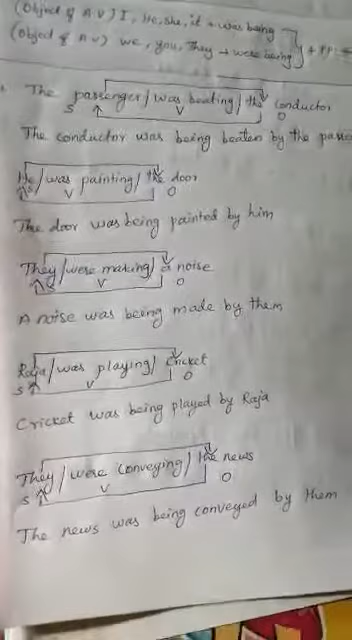 (Object of A.V) I, He, she, it → was being
(Object of A.V) we, you, They → were being } + P.P.
The passenger / was beating / the conductor
S V O
The conductor was being beaten by the
He / was painting / the door
S V O
The door was being painted by him
They / were making / a noise
S V O
A noise was being made by them
Raja / was playing / cricket
S V O
Cricket was being played by Raja
They / were conveying / the news
S V O
The news was being conveyed by them